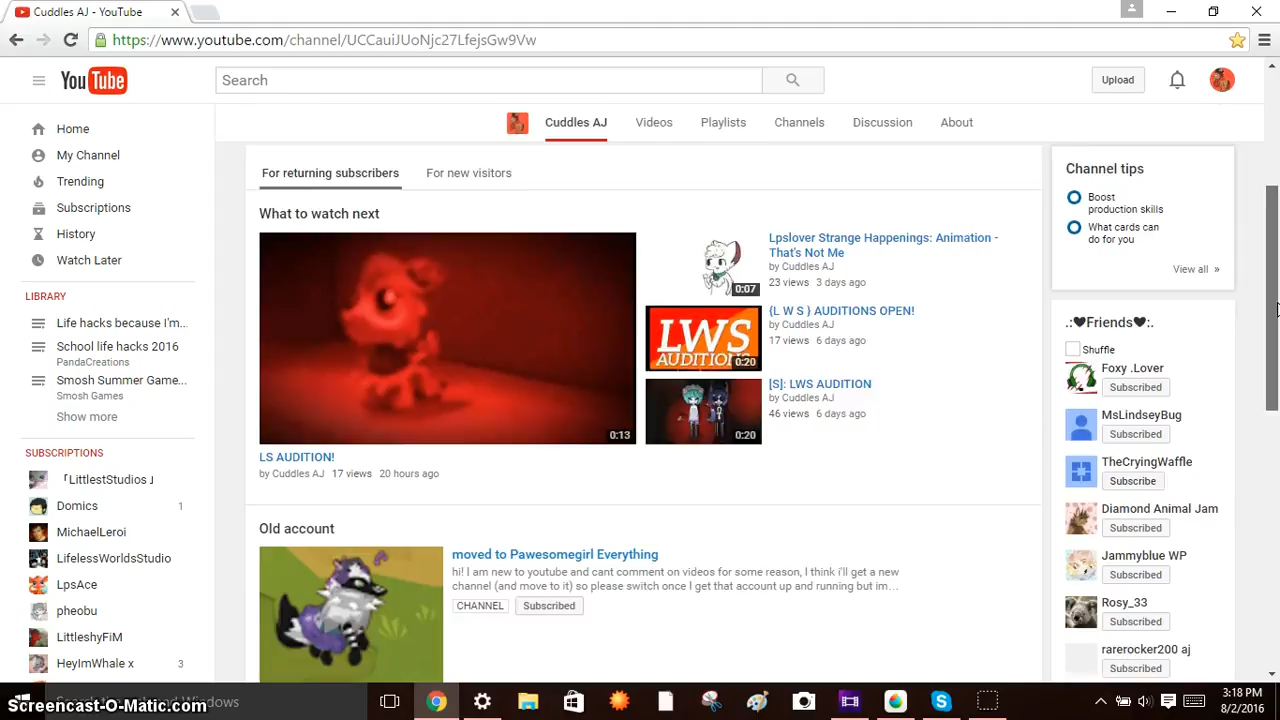 Cuddles AJ - YouTube
https://www.youtube.com/channel/UCCauiJUoNjc27LfejsGw9Vw
YouTube
Search
Upload
Cuddles AJ
Videos
Playlists
Channels
Discussion
About
Home
My Channel
Trending
Subscriptions
History
Watch Later
LIBRARY
Life hacks because I'm...
School life hacks 2016
PandaCreations
Smosh Summer Game...
Smosh Games
Show more
SUBSCRIPTIONS
「LittlestStudios」
Domics 1
MichaelLeroi
LifelessWorldsStudio
LpsAce
pheobu
LittleshyFiM
HeyImWhale x 3
For returning subscribers
For new visitors
What to watch next
0:13
LS AUDITION!
by Cuddles AJ 17 views 20 hours ago
0:07
Lpslover Strange Happenings: Animation -
That's Not Me
by Cuddles AJ
23 views 3 days ago
LWS
AUDITIONS
0:20
{L W S } AUDITIONS OPEN!
by Cuddles AJ
17 views 6 days ago
0:20
[S]: LWS AUDITION
by Cuddles AJ
46 views 6 days ago
Old account
moved to Pawesomegirl Everything
hi! I am new to youtube and cant comment on videos for some reason, I think i'll get a new
channel (and move to it) so please switch once I get that account up and running but im...
CHANNEL
Subscribed
Channel tips
Boost
production skills
What cards can
do for you
View all »
.:♥Friends♥:.
Shuffle
Foxy .Lover
Subscribed
MsLindseyBug
Subscribed
TheCryingWaffle
Subscribe
Diamond Animal Jam
Subscribed
Jammyblue WP
Subscribed
Rosy_33
Subscribed
rarerocker200 aj
Subscribed
Windows
Screencast-O-Matic.com
3:18 PM
8/2/2016